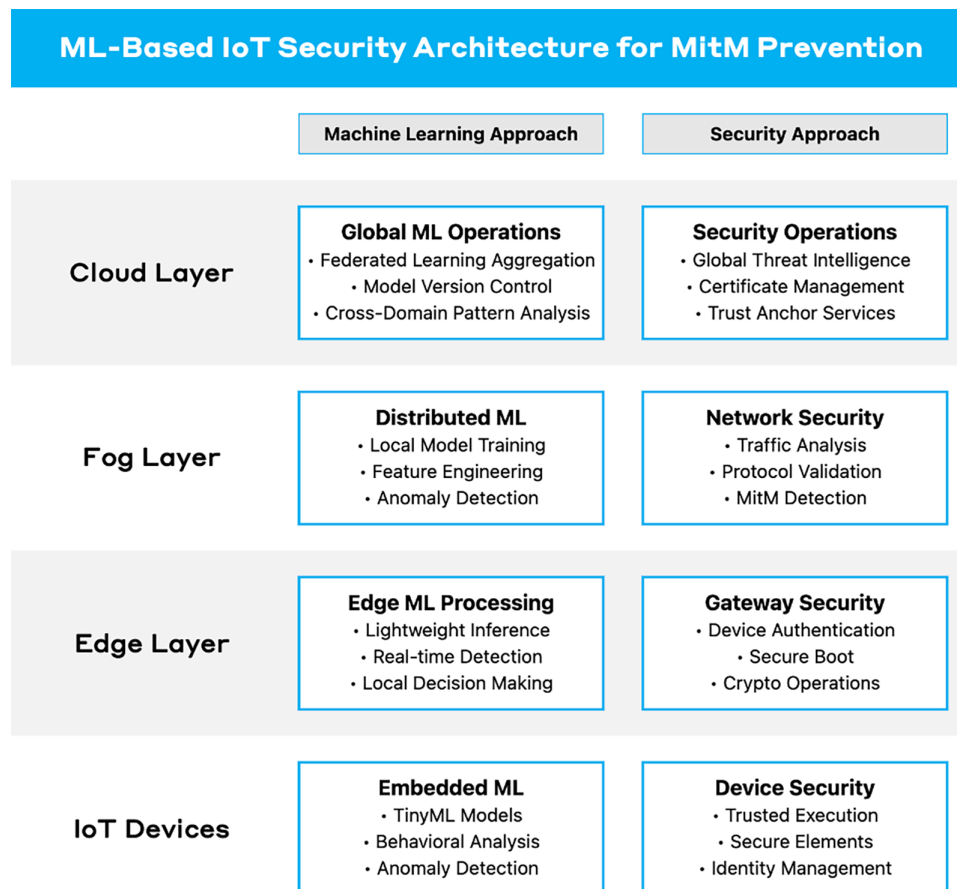 ML-Based IoT Security Architecture for MitM Prevention
Machine Learning Approach
Security Approach
Cloud Layer
Global ML Operations
• Federated Learning Aggregation
• Model Version Control
• Cross-Domain Pattern Analysis
Security Operations
• Global Threat Intelligence
• Certificate Management
• Trust Anchor Services
Fog Layer
Distributed ML
• Local Model Training
• Feature Engineering
• Anomaly Detection
Network Security
• Traffic Analysis
• Protocol Validation
• MitM Detection
Edge Layer
Edge ML Processing
• Lightweight Inference
• Real-time Detection
• Local Decision Making
Gateway Security
• Device Authentication
• Secure Boot
• Crypto Operations
IoT Devices
Embedded ML
• TinyML Models
• Behavioral Analysis
• Anomaly Detection
Device Security
• Trusted Execution
• Secure Elements
• Identity Management